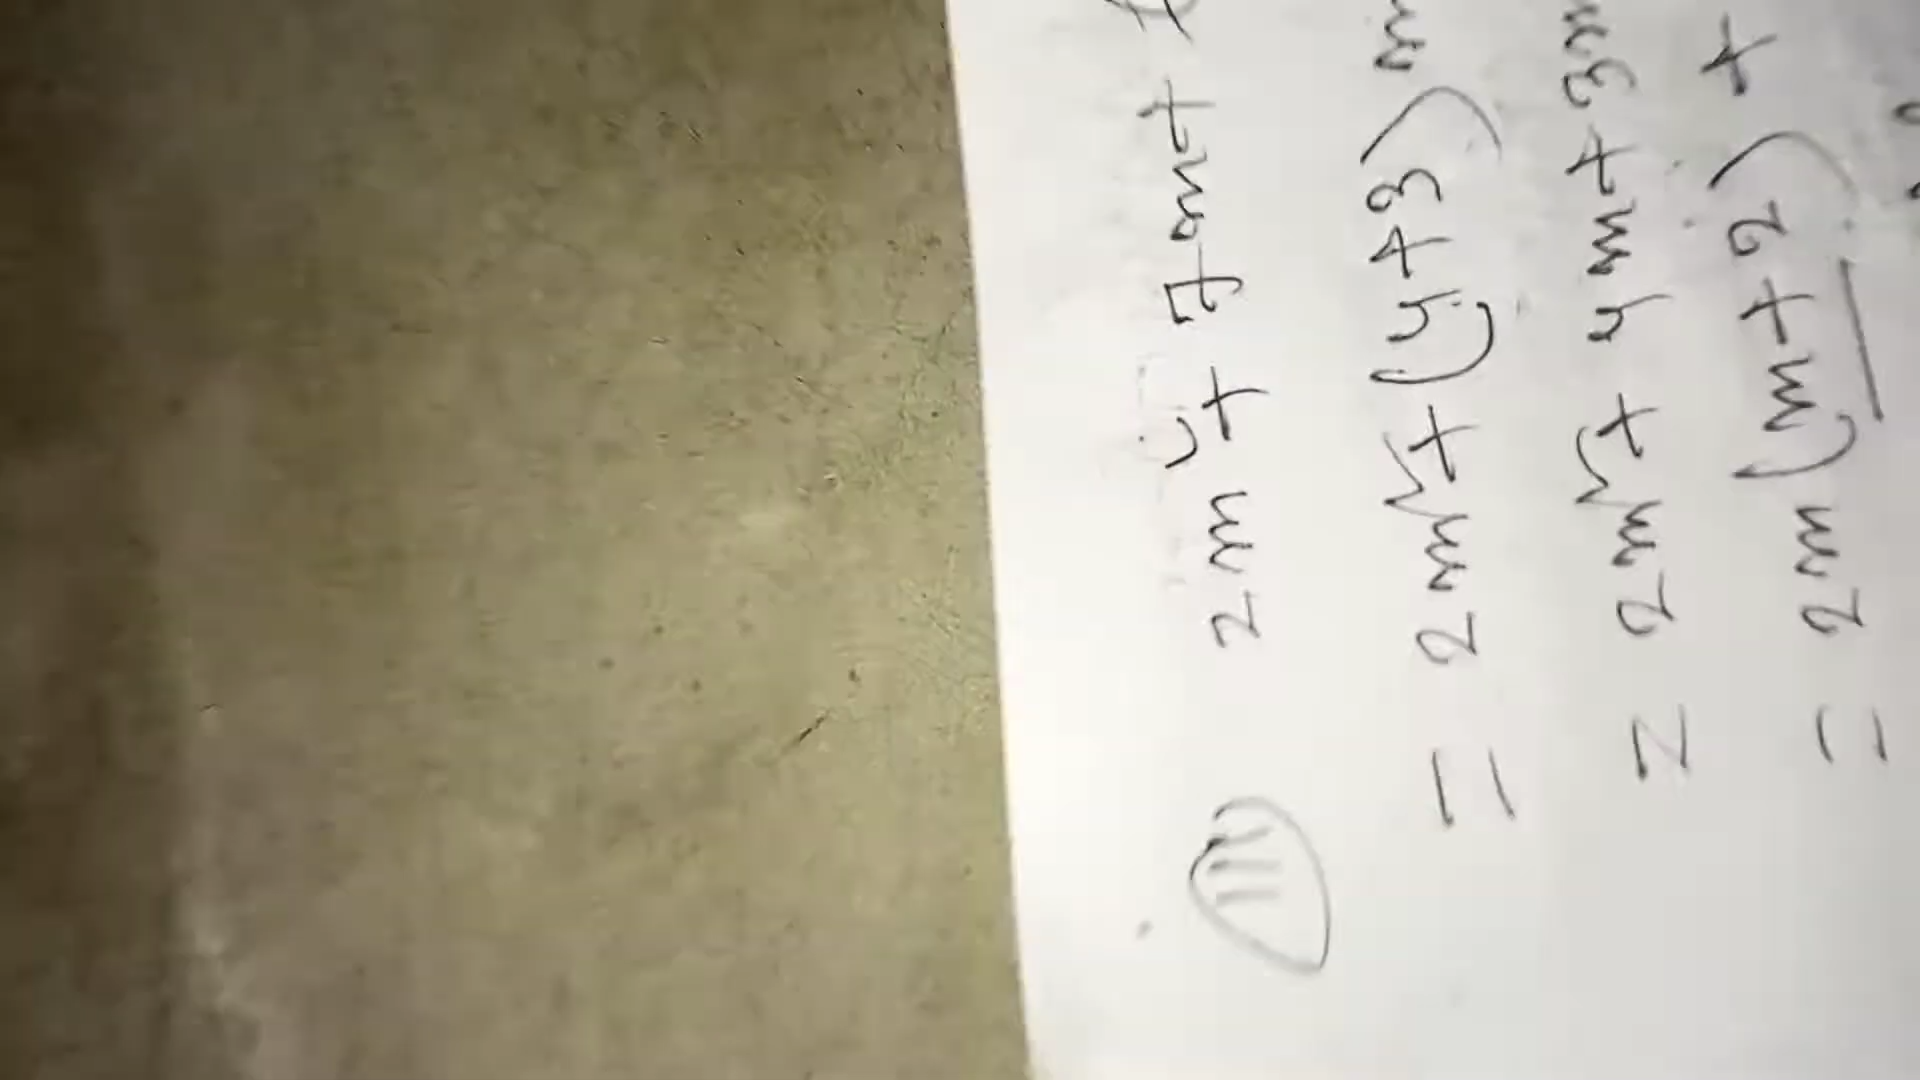 (iii) 2m² + 7m +
= 2m² + (4+3)m
= 2m² + 4m + 3m
= 2m(m+2) +